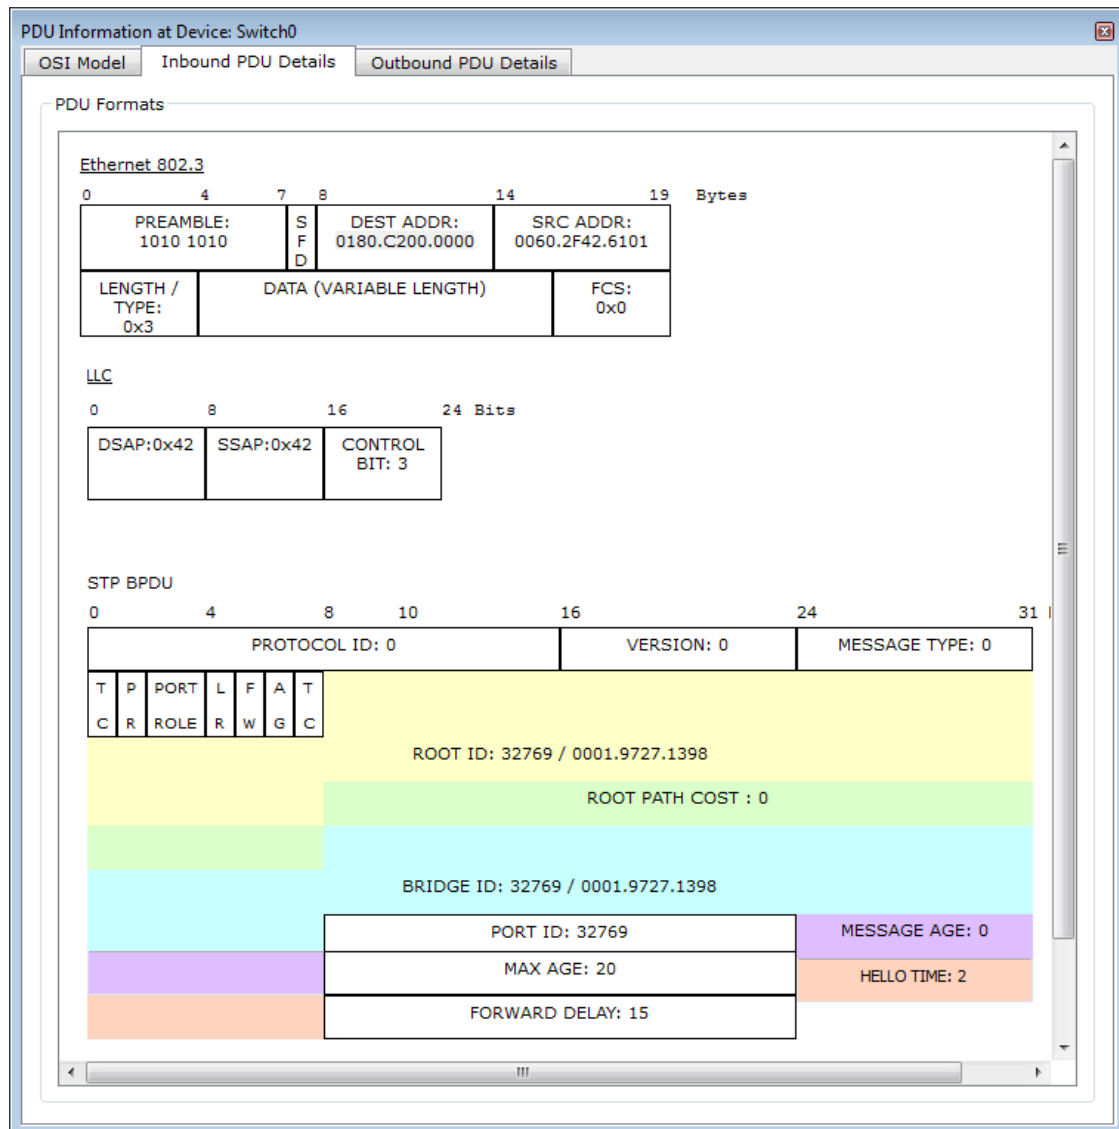 PDU Information at Device: Switch0
OSI Model Inbound PDU Details Outbound PDU Details
PDU Formats
Ethernet 802.3
0 4 7 8 14 19 Bytes
PREAMBLE: 1010 1010
S F D
DEST ADDR: 0180.C200.0000
SRC ADDR: 0060.2F42.6101
LENGTH / TYPE: 0x3
DATA (VARIABLE LENGTH)
FCS: 0x0
LLC
0 8 16 24 Bits
DSAP:0x42 SSAP:0x42 CONTROL BIT: 3
STP BPDU
0 4 8 10 16 24 31
PROTOCOL ID: 0 VERSION: 0 MESSAGE TYPE: 0
T P PORT L F A T
C R ROLE R W G C
ROOT ID: 32769 / 0001.9727.1398
ROOT PATH COST : 0
BRIDGE ID: 32769 / 0001.9727.1398
PORT ID: 32769 MESSAGE AGE: 0
MAX AGE: 20 HELLO TIME: 2
FORWARD DELAY: 15